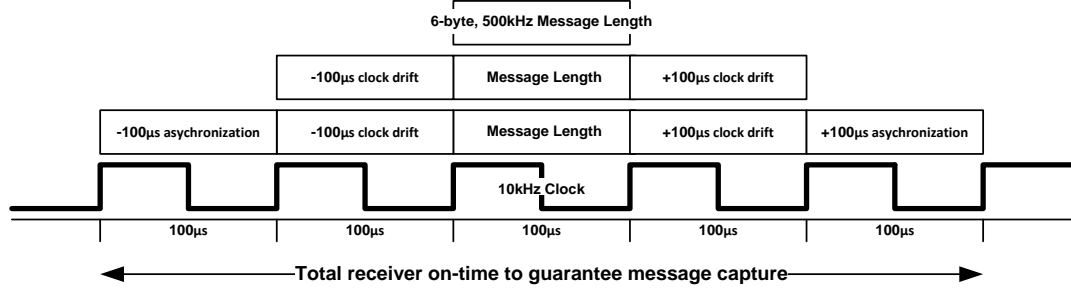 6-byte, 500kHz Message Length
-100µs clock drift Message Length +100µs clock drift
-100µs asychronization -100µs clock drift Message Length +100µs clock drift +100µs asychronization
10kHz Clock
100µs 100µs 100µs 100µs 100µs
Total receiver on-time to guarantee message capture